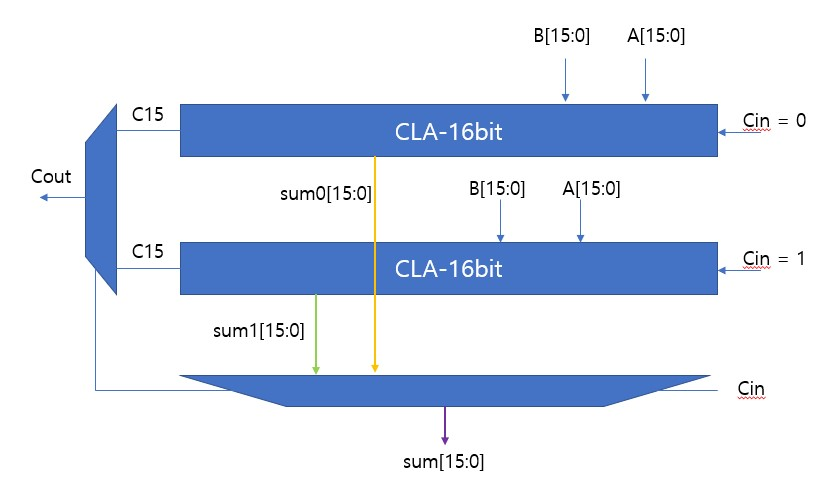 B[15:0] A[15:0]
C15
CLA-16bit
Cin = 0
Cout
sum0[15:0]
B[15:0] A[15:0]
C15
CLA-16bit
Cin = 1
sum1[15:0]
Cin
sum[15:0]